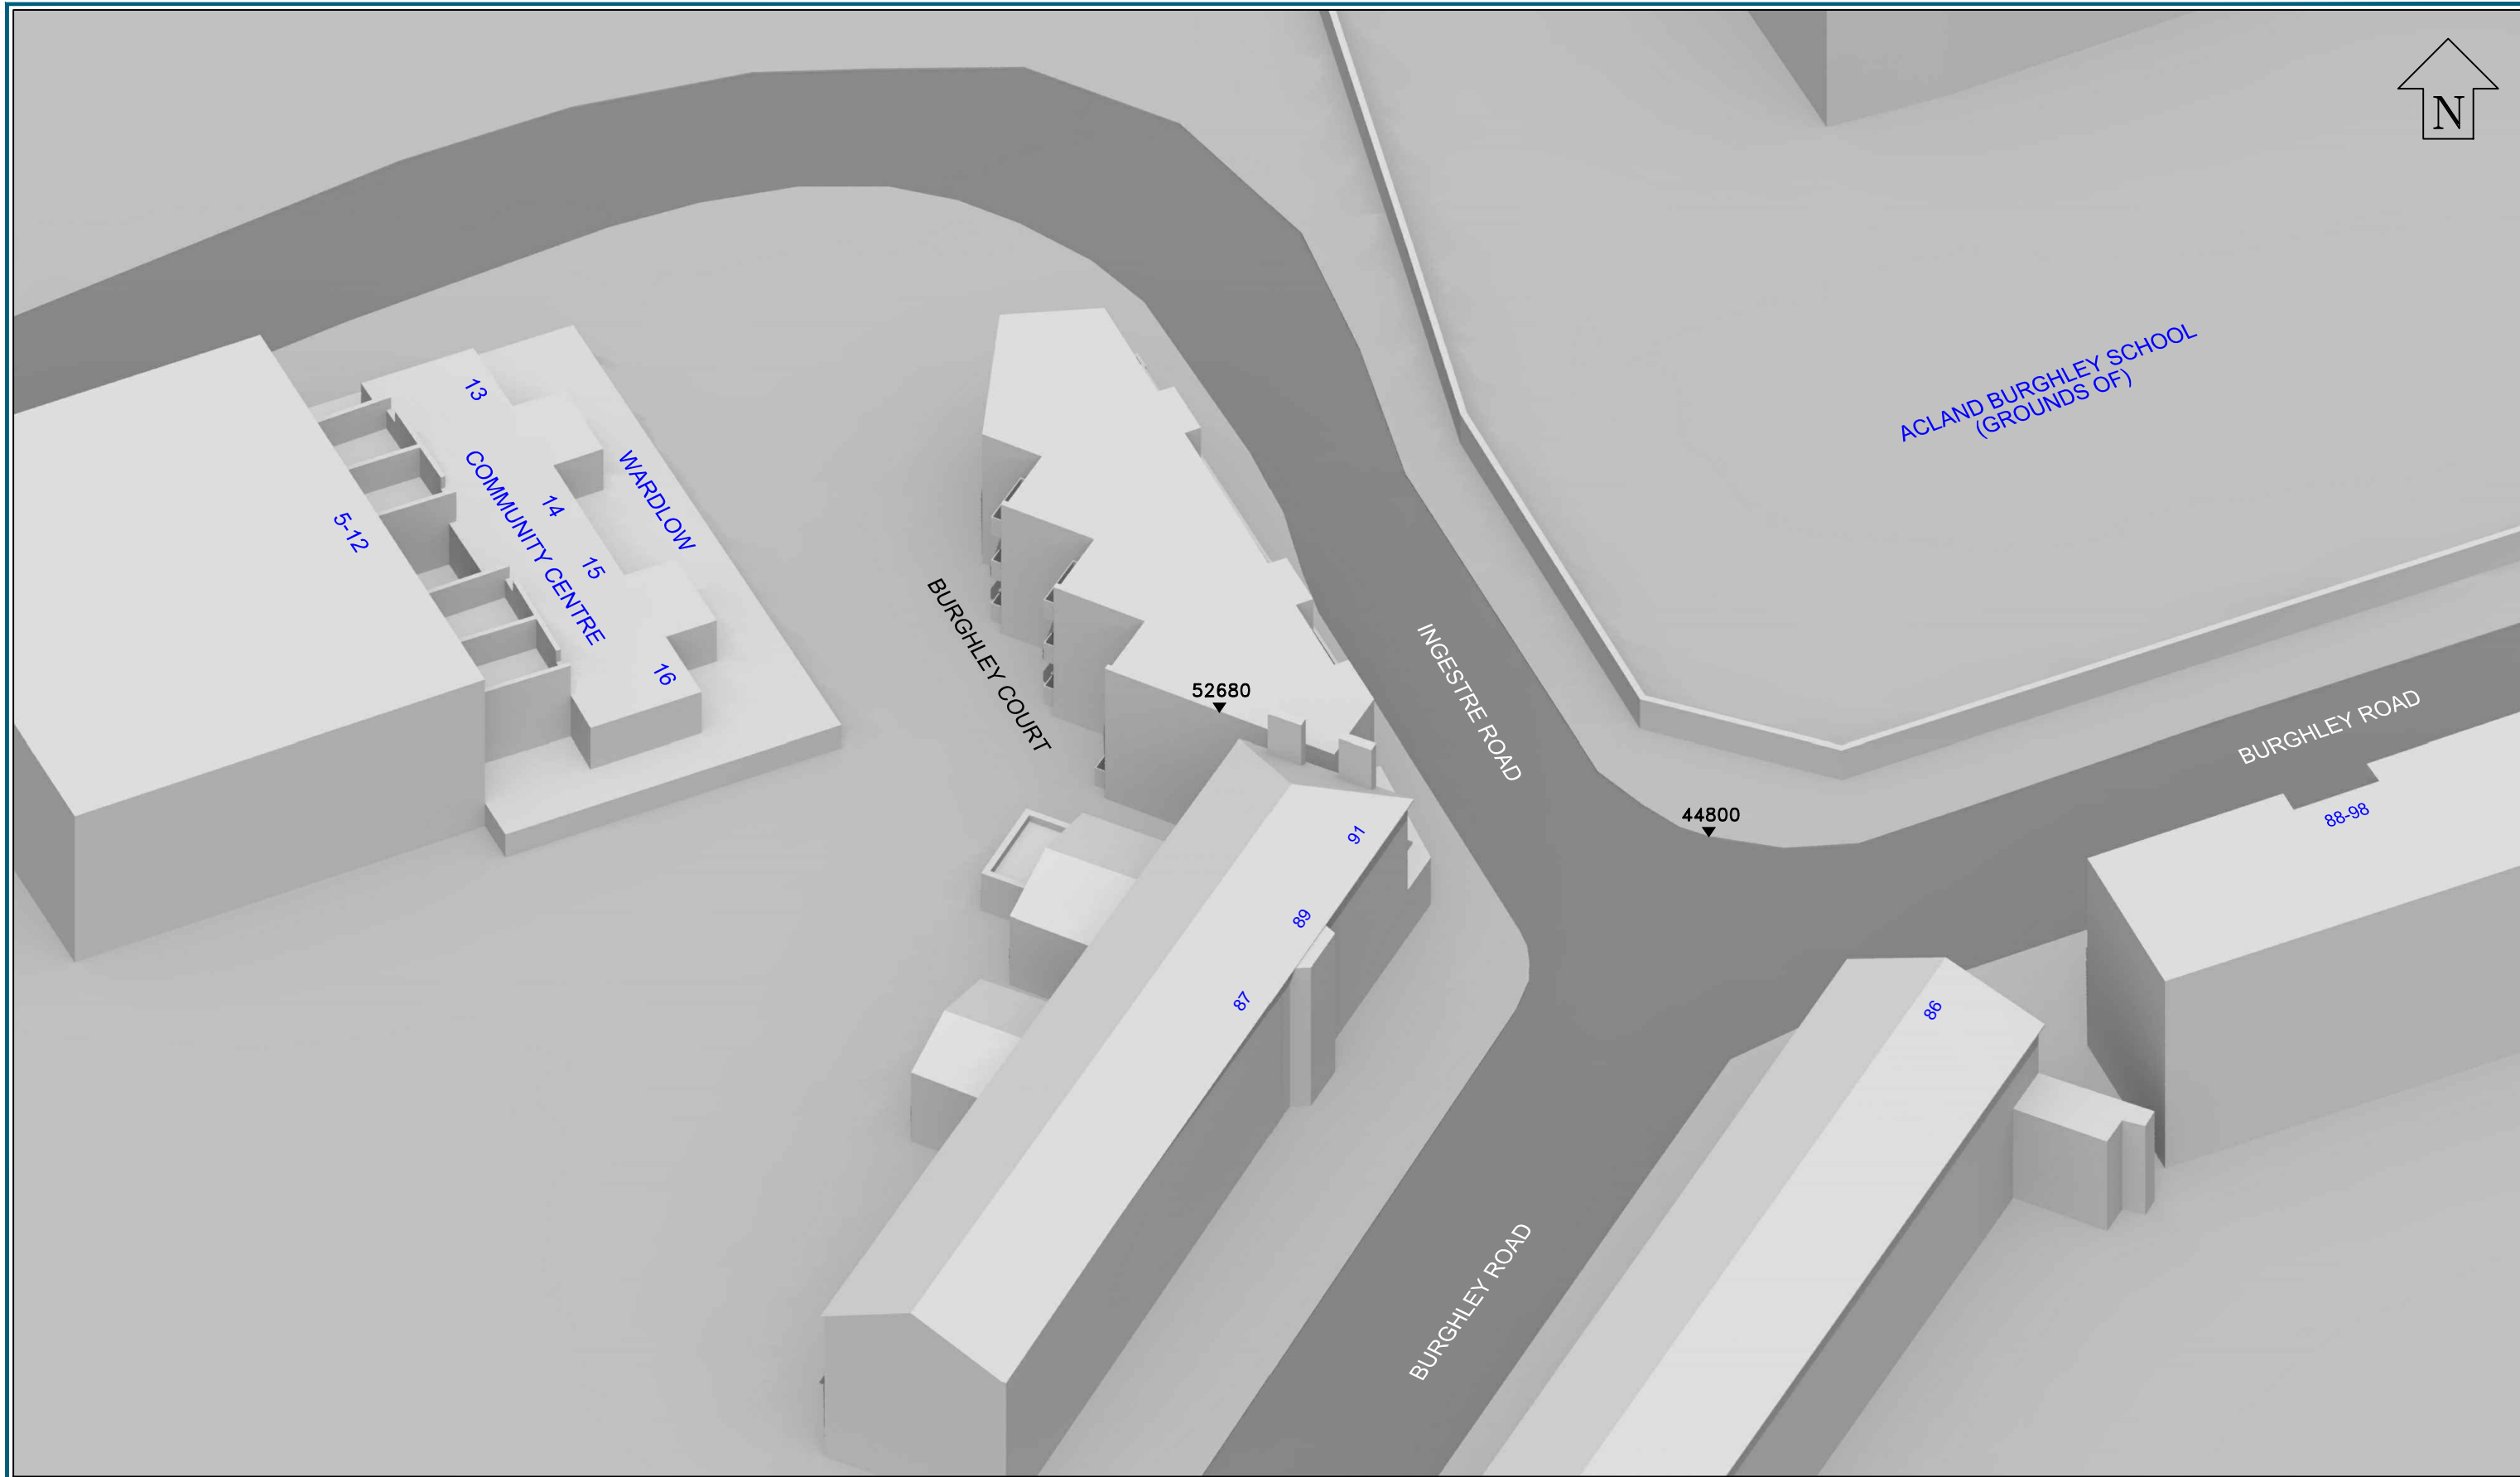 N
ACLAND BURGHLEY SCHOOL
(GROUNDS OF)
13
COMMUNITY CENTRE
WARDLOW
14
5-12
15
16
BURGHLEY COURT
52680
INGESTRE ROAD
BURGHLEY ROAD
44800
88-98
91
89
87
86
BURGHLEY ROAD